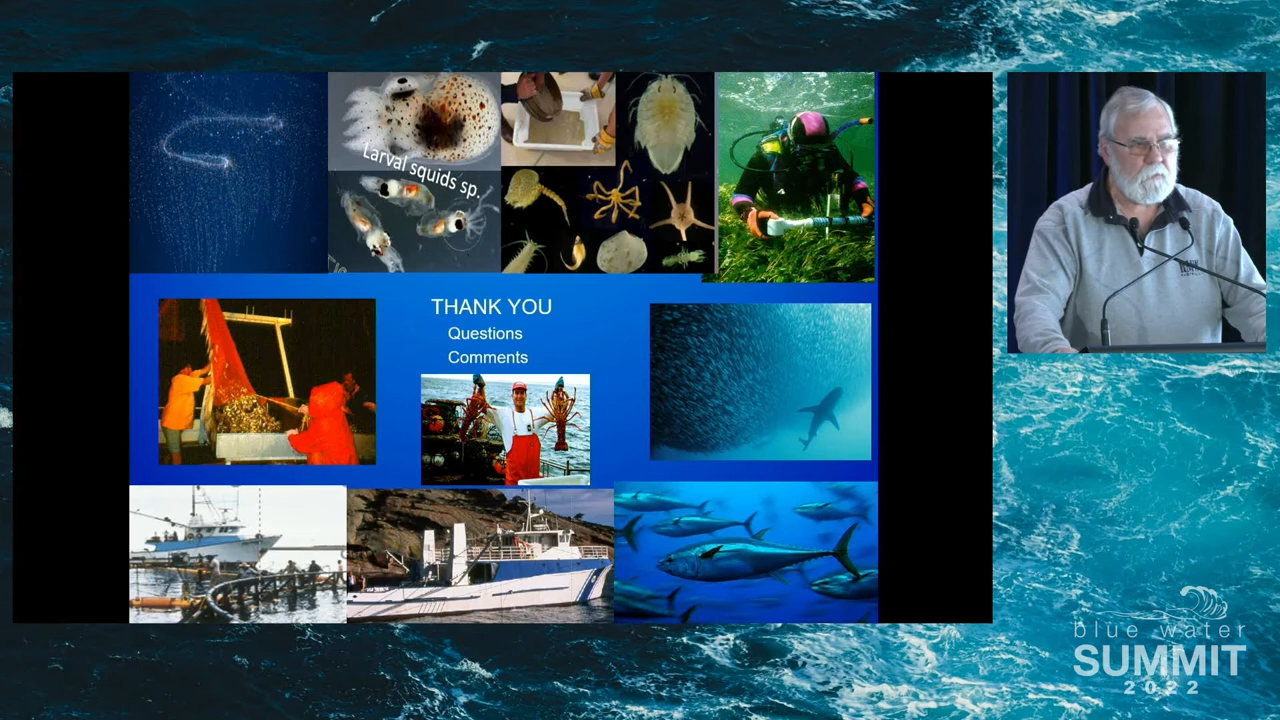 Larval squids sp.
THANK YOU
Questions
Comments
blue water
SUMMIT
2022